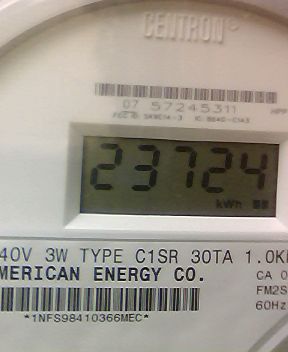 CENTRON®
07 57245311
23724
kWh
40V 3W TYPE C1SR 30TA 1.0K
MERICAN ENERGY CO.
CA 0
FM2S
60Hz
*1NFS98410366MEC*